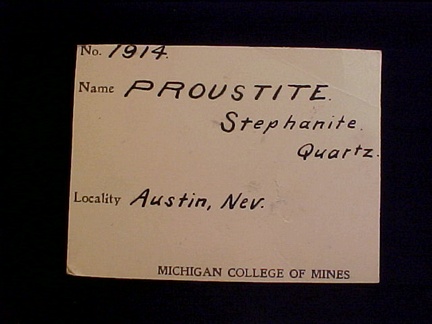 No. 1914.
Name PROUSTITE.
Stephanite.
Quartz.
Locality Austin, Nev.
MICHIGAN COLLEGE OF MINES